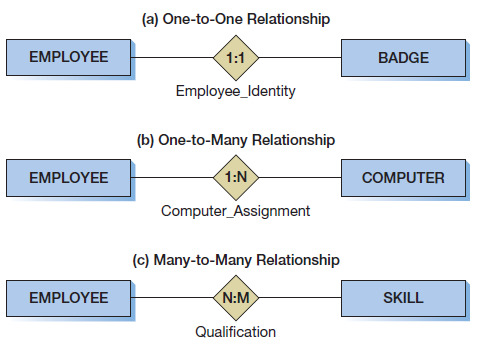 (a) One-to-One Relationship
EMPLOYEE 1:1 BADGE
Employee_Identity
(b) One-to-Many Relationship
EMPLOYEE 1:N COMPUTER
Computer_Assignment
(c) Many-to-Many Relationship
EMPLOYEE N:M SKILL
Qualification